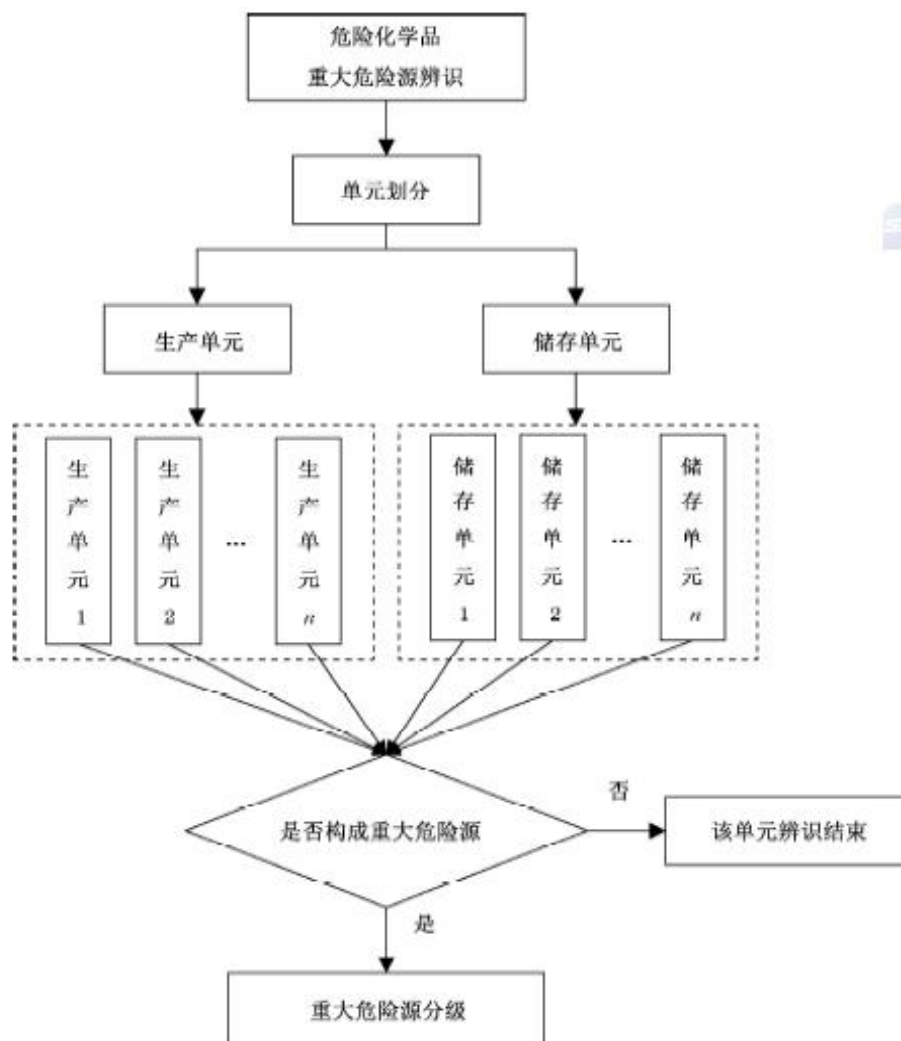 危险化学品
重大危险源辨识
单元划分
生产单元
储存单元
生产单元1
生产单元2
…
生产单元n
储存单元1
储存单元2
…
储存单元n
是否构成重大危险源
否
该单元辨识结束
是
重大危险源分级